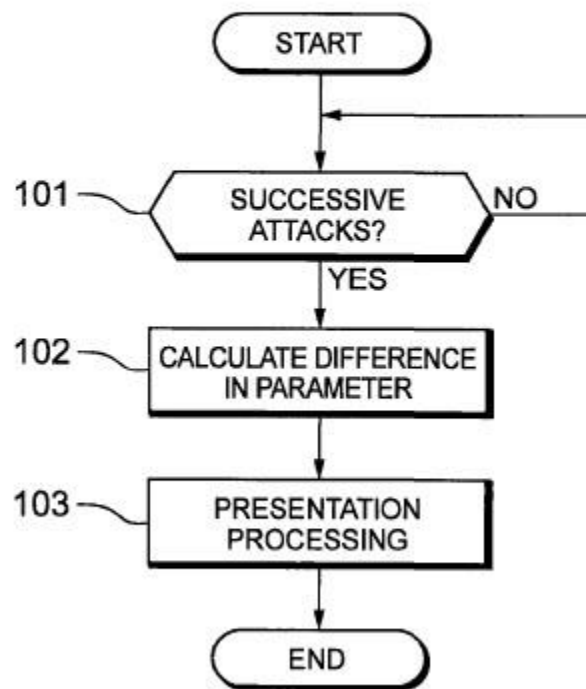 START
101
SUCCESSIVE
ATTACKS?
NO
YES
102
CALCULATE DIFFERENCE
IN PARAMETER
103
PRESENTATION
PROCESSING
END